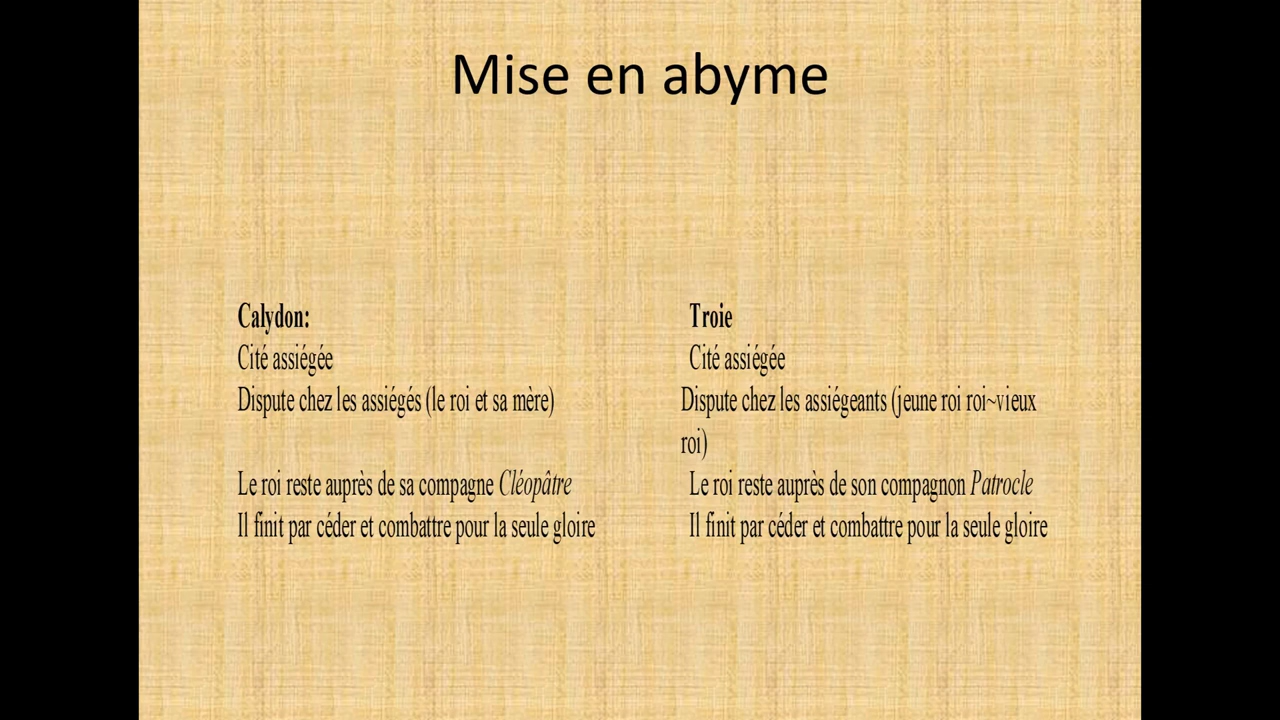 Mise en abyme
Calydon:
Cité assiégée
Dispute chez les assiégés (le roi et sa mère)
Le roi reste auprès de sa compagne Cléopâtre
Il finit par céder et combattre pour la seule gloire
Troie
Cité assiégée
Dispute chez les assiégeants (jeune roi roi~vieux
roi)
Le roi reste auprès de son compagnon Patrocle
Il finit par céder et combattre pour la seule gloire